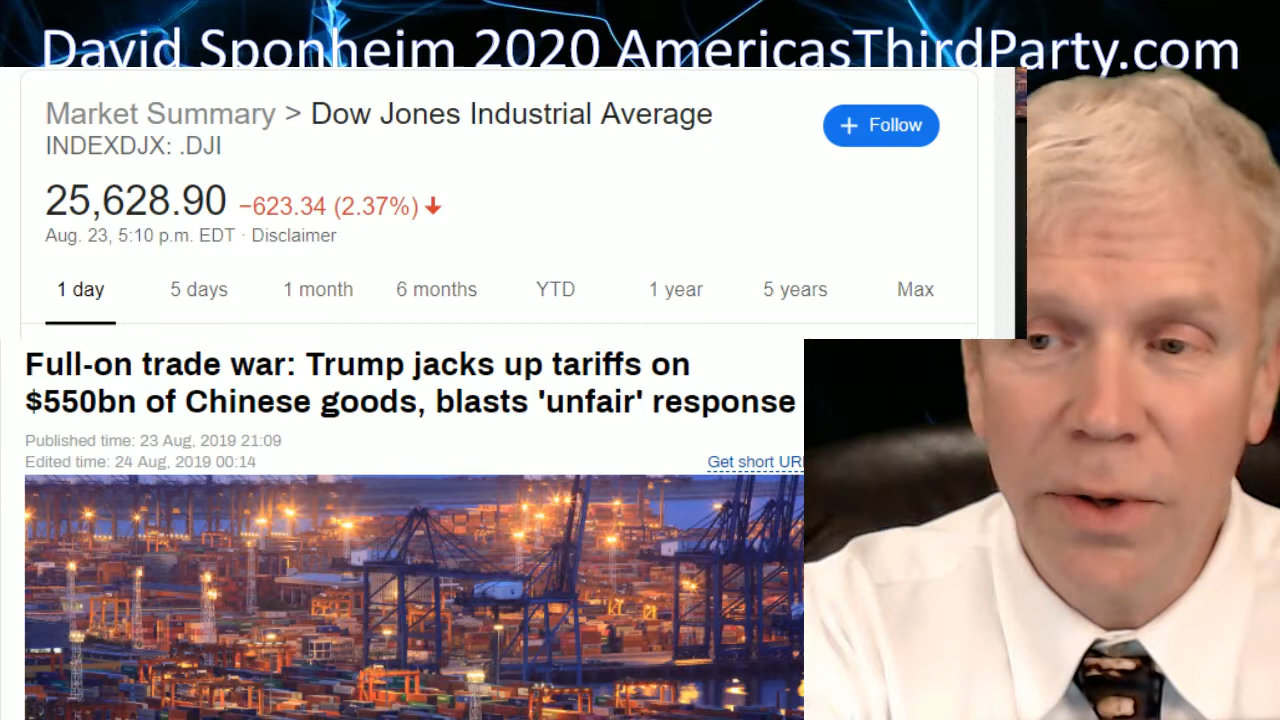 David Sponheim 2020 AmericasThirdParty.com
Market Summary > Dow Jones Industrial Average
+ Follow
INDEXDJX: .DJI
25,628.90 −623.34 (2.37%)
Aug. 23, 5:10 p.m. EDT · Disclaimer
1 day 5 days 1 month 6 months YTD 1 year 5 years Max
Full-on trade war: Trump jacks up tariffs on
$550bn of Chinese goods, blasts 'unfair' response
Published time: 23 Aug, 2019 21:09
Edited time: 24 Aug, 2019 00:14
Get short UR